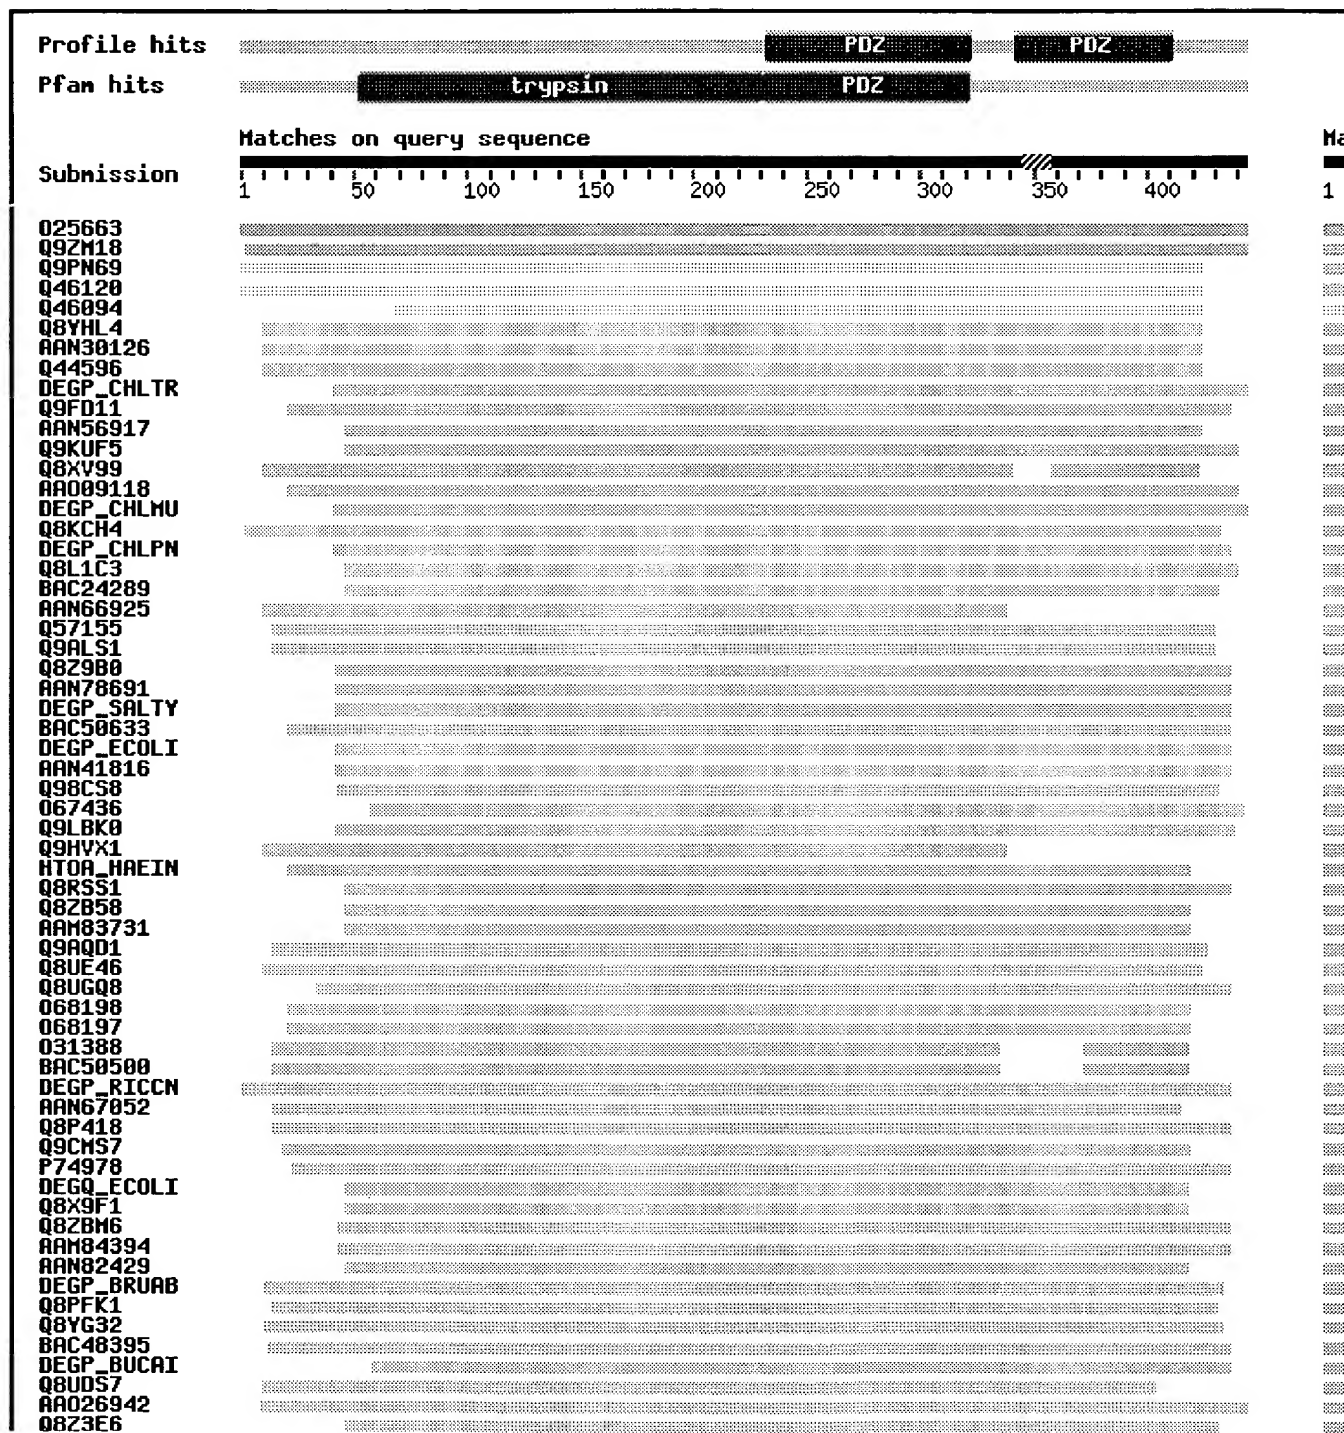 Profile hits PDZ PDZ
Pfam hits trypsin PDZ
Matches on query sequence Ma
Submission 1 50 100 150 200 250 300 350 400 1
O25663
Q9ZM18
Q9PN69
Q46120
Q46094
Q8YHL4
AAN30126
Q44596
DEGP_CHLTR
Q9FD11
AAN56917
Q9KUF5
Q8XV99
AAO09118
DEGP_CHLMU
Q8KCH4
DEGP_CHLPN
Q8L1C3
BAC24289
AAN66925
Q57155
Q9ALS1
Q8Z9B0
AAN78691
DEGP_SALTY
BAC50633
DEGP_ECOLI
AAN41816
Q98CS8
O67436
Q9LBK0
Q9HVX1
HTOA_HAEIN
Q8RSS1
Q8ZB58
AAM83731
Q9AQD1
Q8UE46
Q8UGQ8
O68198
O68197
O31388
BAC50500
DEGP_RICCN
AAN67052
Q8P418
Q9CMS7
P74978
DEGQ_ECOLI
Q8X9F1
Q8ZBM6
AAM84394
AAN82429
DEGP_BRUAB
Q8PFK1
Q8YG32
BAC48395
DEGP_BUCAI
Q8UDS7
AAO26942
Q8Z3E6